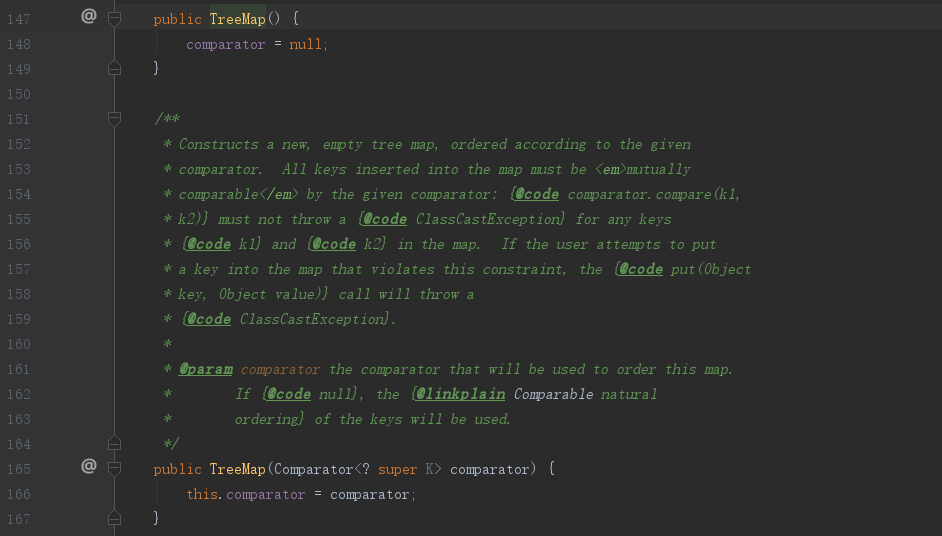 147 @ public TreeMap() {
148 comparator = null;
149 }
150
151 /**
152 * Constructs a new, empty tree map, ordered according to the given
153 * comparator.  All keys inserted into the map must be <em>mutually
154 * comparable</em> by the given comparator: {@code comparator.compare(k1,
155 * k2)} must not throw a {@code ClassCastException} for any keys
156 * {@code k1} and {@code k2} in the map.  If the user attempts to put
157 * a key into the map that violates this constraint, the {@code put(Object
158 * key, Object value)} call will throw a
159 * {@code ClassCastException}.
160 *
161 * @param comparator the comparator that will be used to order this map.
162 *        If {@code null}, the {@linkplain Comparable natural
163 *        ordering} of the keys will be used.
164 */
165 @ public TreeMap(Comparator<? super K> comparator) {
166 this.comparator = comparator;
167 }